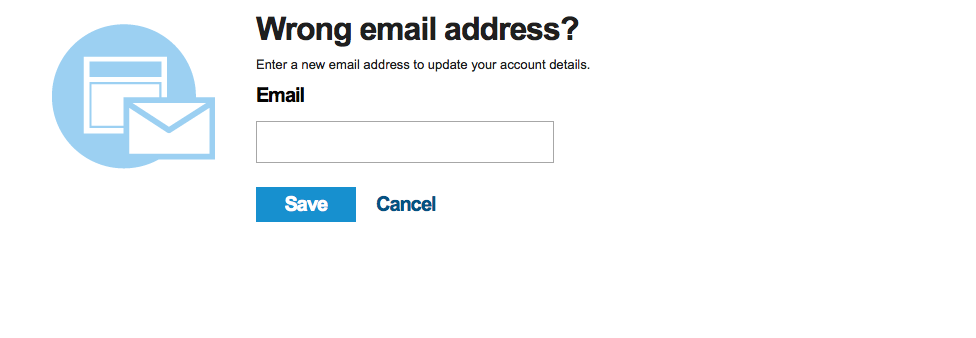 Wrong email address?
Enter a new email address to update your account details.
Email
Save
Cancel